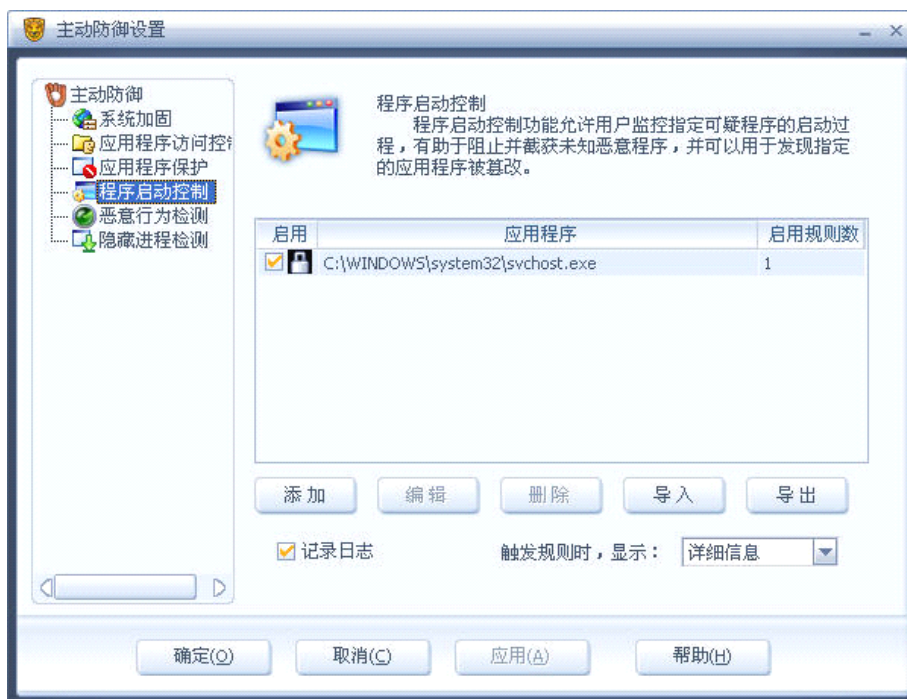 主动防御设置
主动防御
系统加固
应用程序访问控
应用程序保护
程序启动控制
恶意行为检测
隐藏进程检测
程序启动控制
程序启动控制功能允许用户监控指定可疑程序的启动过
程，有助于阻止并截获未知恶意程序，并可以用于发现指定
的应用程序被篡改。
启用 应用程序 启用规则数
C:\WINDOWS\system32\svchost.exe 1
添加 编辑 删除 导入 导出
记录日志 触发规则时，显示： 详细信息
确定(O) 取消(C) 应用(A) 帮助(H)